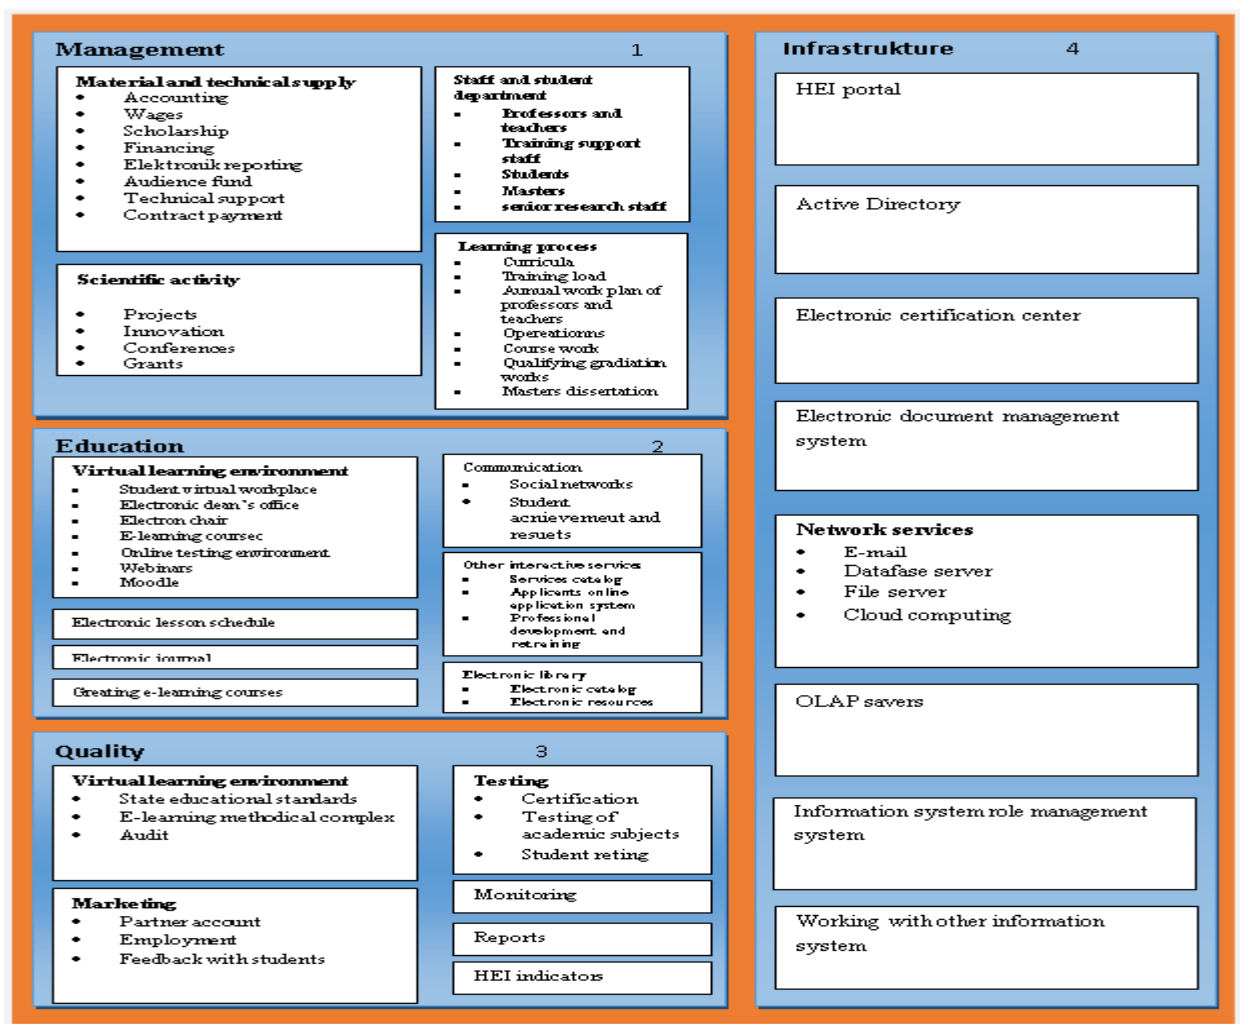 Management 1
Material and technical supply
• Accounting
• Wages
• Scholarship
• Financing
• Elektronik reporting
• Audience fund
• Technical support
• Contract payment
Scientific activity
• Projects
• Innovation
• Conferences
• Grants
Staff and student
department
▪ Professors and
teachers
▪ Training support
staff
▪ Students
▪ Masters
▪ senior research staff
Learning process
▪ Curricula
▪ Training load
▪ Annual work plan of
professors and
teachers
▪ Opereationns
▪ Course work
▪ Qualifying gradiation
works
▪ Masters dissertation
Education 2
Virtual learning environment
▪ Student virtual workplace
▪ Electronic dean`s office
▪ Electron chair
▪ E-learning coursec
▪ Online testing environment
▪ Webinars
▪ Moodle
Electronic lesson schedule
Electronic journal
Greating e-learning courses
Communication
▪ Social networks
• Student
acnievement and
resuets
Other interactive services
▪ Services catalog
▪ Applicants online
application system
▪ Professional
development and
retraining
Electronic library
▪ Electronic catalog
▪ Electronic resources
Quality 3
Virtual learning environment
• State educational standards
• E-learning methodical complex
• Audit
Marketing
• Partner account
• Employment
• Feedback with students
Testing
• Certification
• Testing of
academic subjects
• Student reting
Monitoring
Reports
HEI indicators
Infrastrukture 4
HEI portal
Active Directory
Electronic certification center
Electronic document management
system
Network services
• E-mail
• Datafase server
• File server
• Cloud computing
OLAP savers
Information system role management
system
Working with other information
system